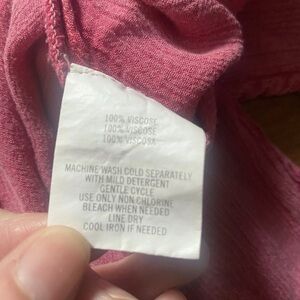 100% VISCOSE
100% VISCOSE
100% VISCOSA
MACHINE WASH COLD SEPARATELY
WITH MILD DETERGENT
GENTLE CYCLE
USE ONLY NON CHLORINE
BLEACH WHEN NEEDED
LINE DRY
COOL IRON IF NEEDED